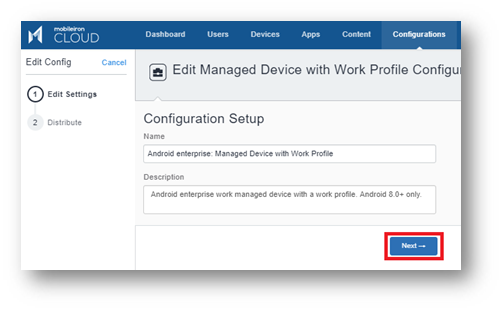 mobileiron
CLOUD
Dashboard Users Devices Apps Content Configurations
Edit Config Cancel
1 Edit Settings
2 Distribute
Edit Managed Device with Work Profile Configu
Configuration Setup
Name
Android enterprise: Managed Device with Work Profile
Description
Android enterprise work managed device with a work profile. Android 8.0+ only.
Next →